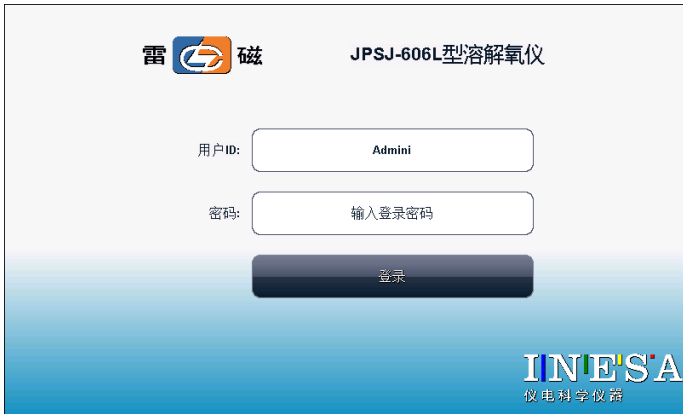 雷 磁 JPSJ-606L型溶解氧仪
用户ID: Admini
密码: 输入登录密码
登录
INESA
仪电科学仪器